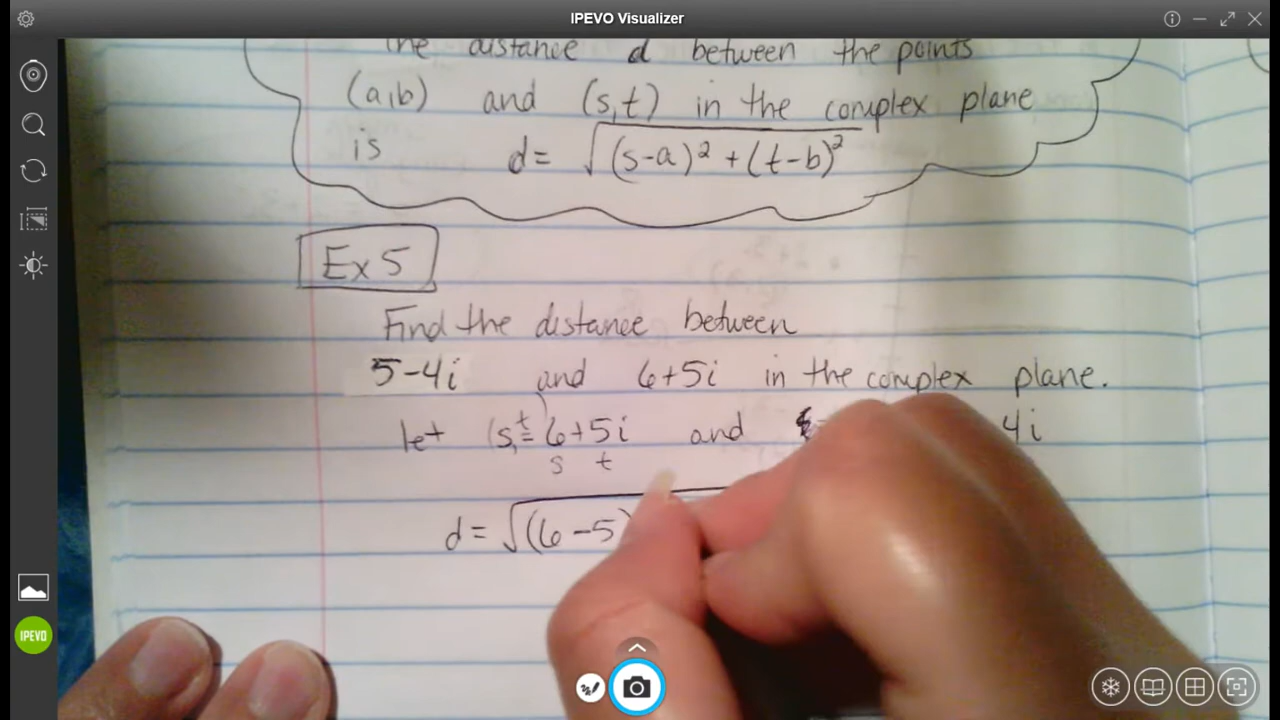 IPEVO Visualizer
The distance d between the points
(a,b) and (s,t) in the complex plane
is d= √(s-a)² + (t-b)²
Ex 5
Find the distance between
5-4i and 6+5i in the complex plane.
let (s,t = 6+5i and 4i
s t
d = √(6-5)
IPEVO